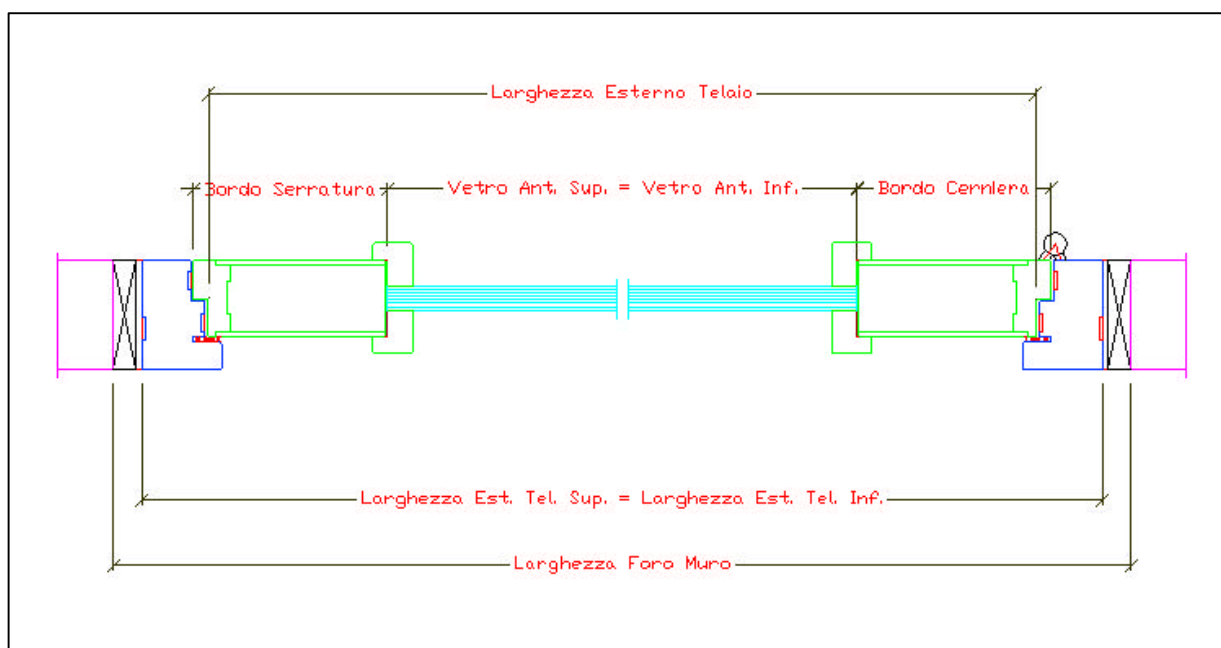 Larghezza Esterno Telaio
Bordo Serratura
Vetro Ant. Sup. = Vetro Ant. Inf.
Bordo Cerniera
Larghezza Est. Tel. Sup. = Larghezza Est. Tel. Inf.
Larghezza Foro Muro